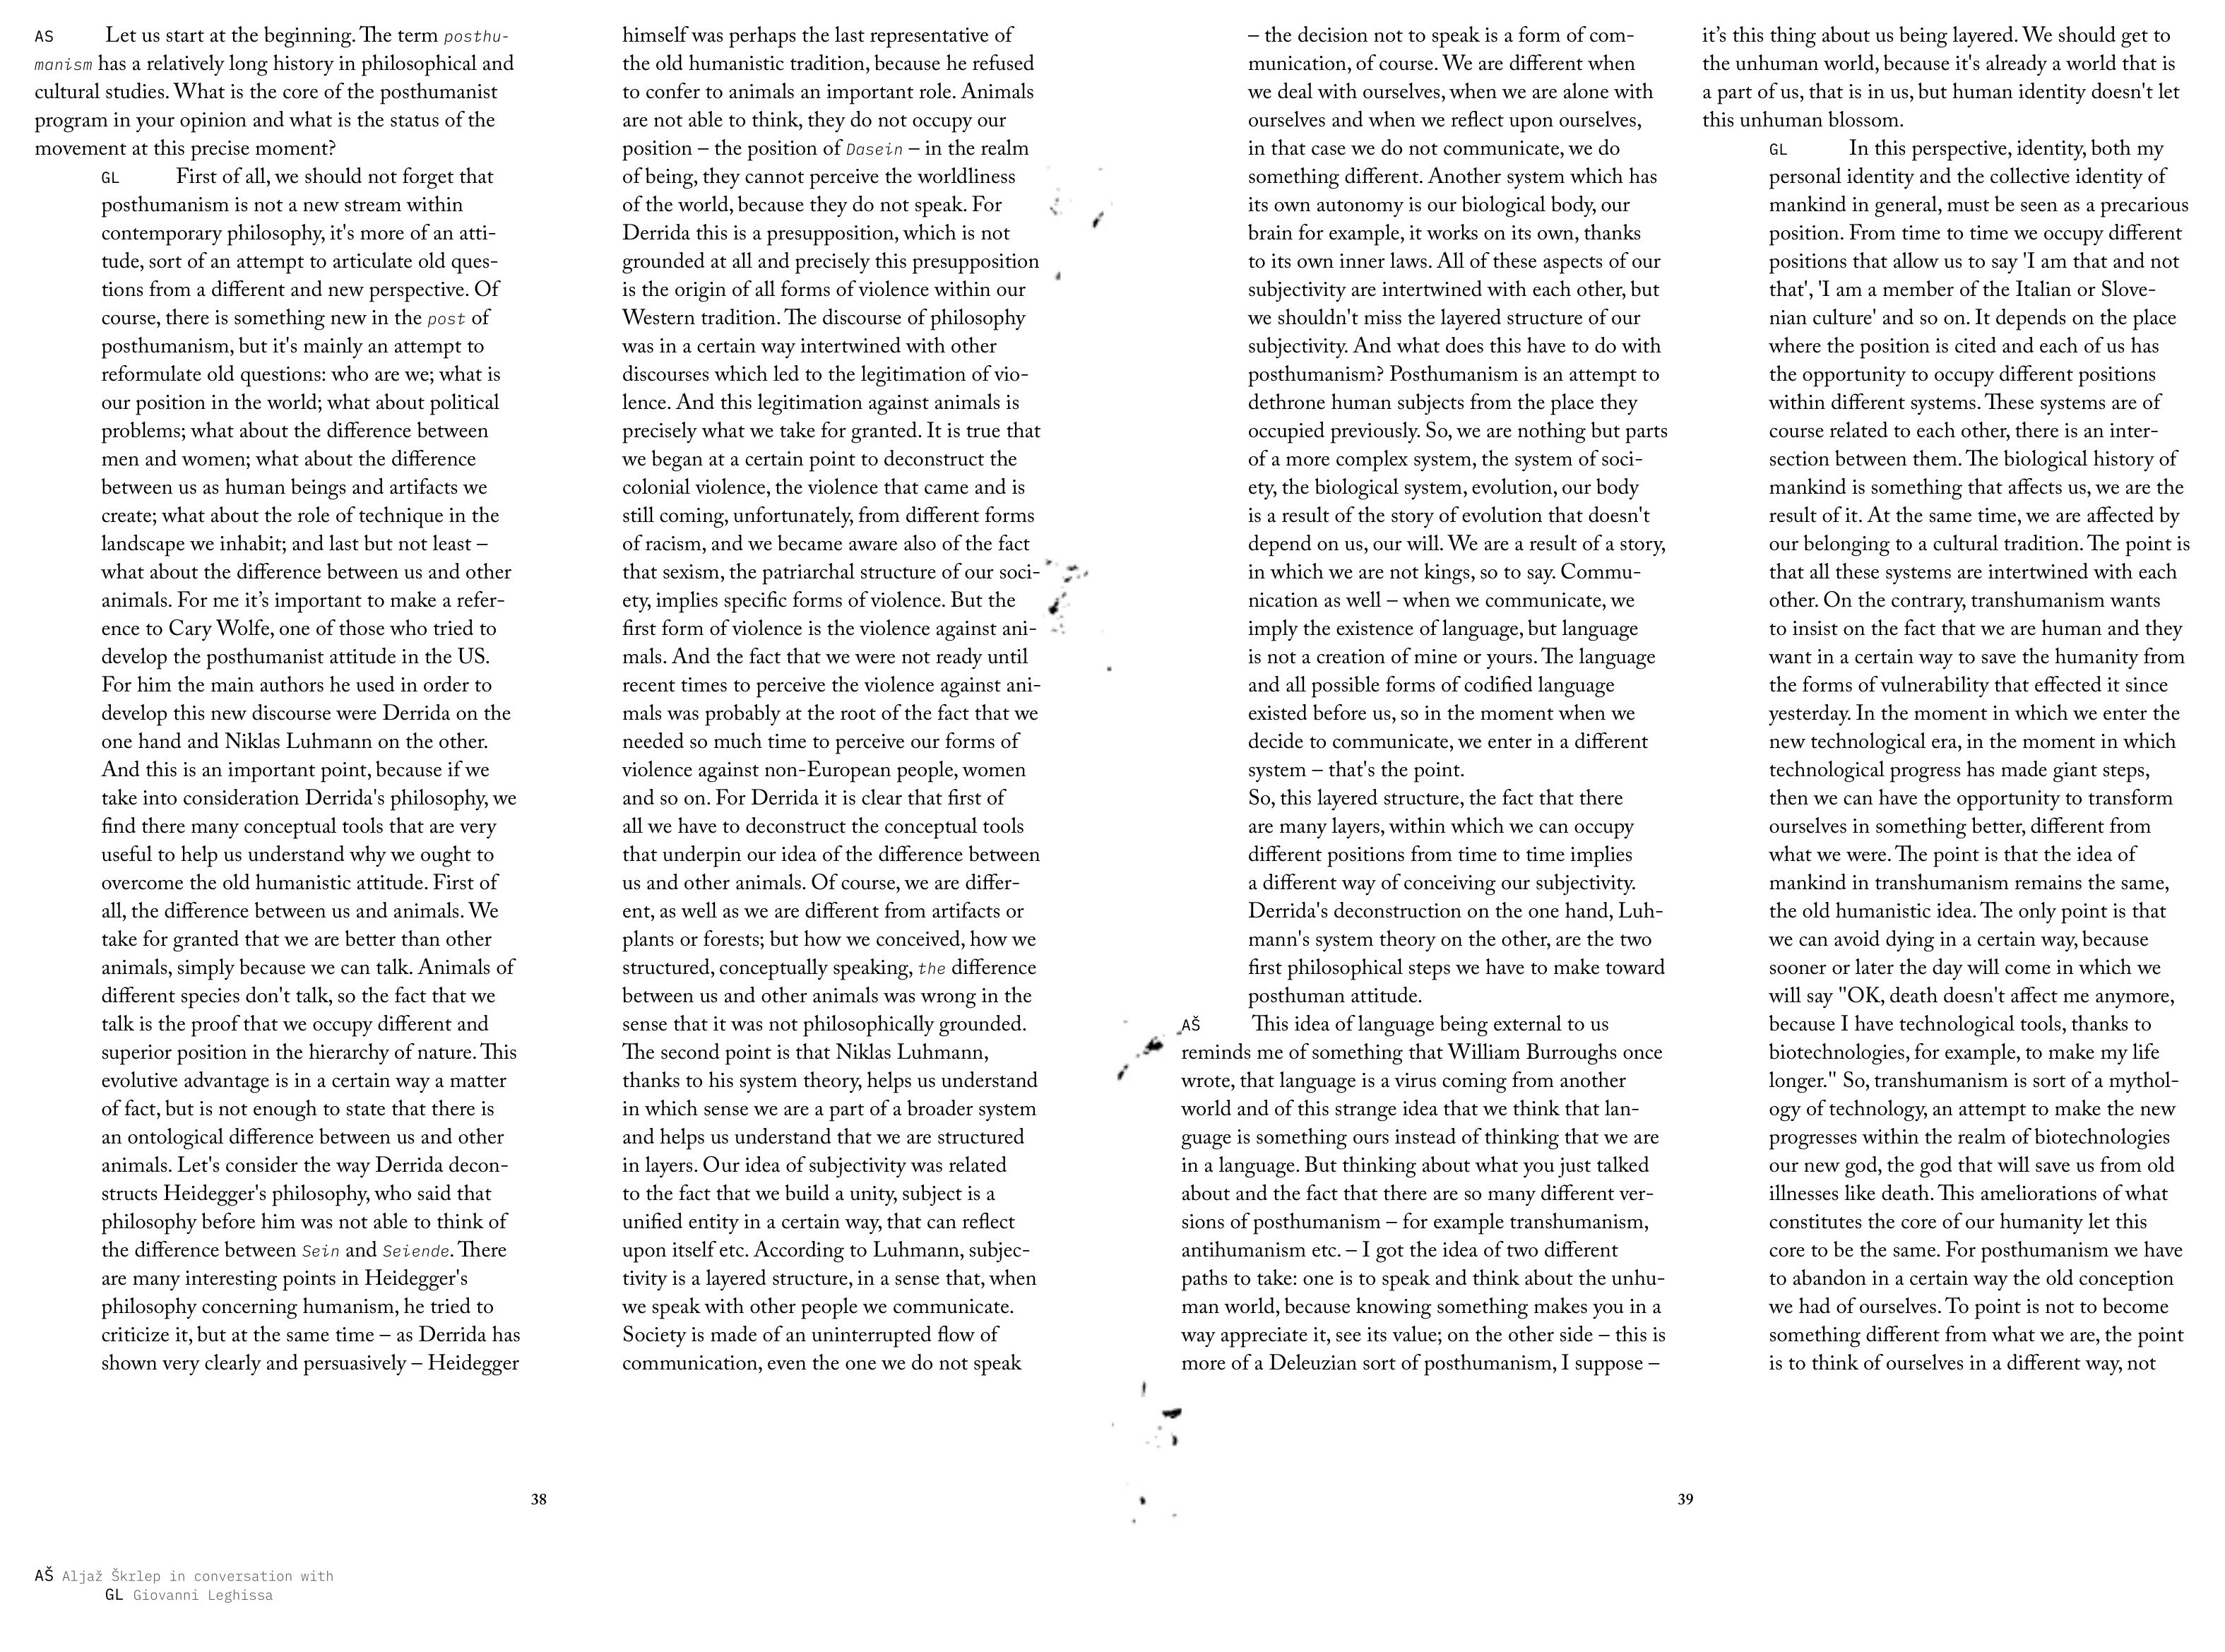 AS Let us start at the beginning. The term posthu-
manism has a relatively long history in philosophical and
cultural studies. What is the core of the posthumanist
program in your opinion and what is the status of the
movement at this precise moment?
GL First of all, we should not forget that
posthumanism is not a new stream within
contemporary philosophy, it's more of an atti-
tude, sort of an attempt to articulate old ques-
tions from a different and new perspective. Of
course, there is something new in the post of
posthumanism, but it's mainly an attempt to
reformulate old questions: who are we; what is
our position in the world; what about political
problems; what about the difference between
men and women; what about the difference
between us as human beings and artifacts we
create; what about the role of technique in the
landscape we inhabit; and last but not least –
what about the difference between us and other
animals. For me it’s important to make a refer-
ence to Cary Wolfe, one of those who tried to
develop the posthumanist attitude in the US.
For him the main authors he used in order to
develop this new discourse were Derrida on the
one hand and Niklas Luhmann on the other.
And this is an important point, because if we
take into consideration Derrida's philosophy, we
find there many conceptual tools that are very
useful to help us understand why we ought to
overcome the old humanistic attitude. First of
all, the difference between us and animals. We
take for granted that we are better than other
animals, simply because we can talk. Animals of
different species don't talk, so the fact that we
talk is the proof that we occupy different and
superior position in the hierarchy of nature. This
evolutive advantage is in a certain way a matter
of fact, but is not enough to state that there is
an ontological difference between us and other
animals. Let's consider the way Derrida decon-
structs Heidegger's philosophy, who said that
philosophy before him was not able to think of
the difference between Sein and Seiende. There
are many interesting points in Heidegger's
philosophy concerning humanism, he tried to
criticize it, but at the same time – as Derrida has
shown very clearly and persuasively – Heidegger
himself was perhaps the last representative of
the old humanistic tradition, because he refused
to confer to animals an important role. Animals
are not able to think, they do not occupy our
position – the position of Dasein – in the realm
of being, they cannot perceive the worldliness
of the world, because they do not speak. For
Derrida this is a presupposition, which is not
grounded at all and precisely this presupposition
is the origin of all forms of violence within our
Western tradition. The discourse of philosophy
was in a certain way intertwined with other
discourses which led to the legitimation of vio-
lence. And this legitimation against animals is
precisely what we take for granted. It is true that
we began at a certain point to deconstruct the
colonial violence, the violence that came and is
still coming, unfortunately, from different forms
of racism, and we became aware also of the fact
that sexism, the patriarchal structure of our soci-
ety, implies specific forms of violence. But the
first form of violence is the violence against ani-
mals. And the fact that we were not ready until
recent times to perceive the violence against ani-
mals was probably at the root of the fact that we
needed so much time to perceive our forms of
violence against non-European people, women
and so on. For Derrida it is clear that first of
all we have to deconstruct the conceptual tools
that underpin our idea of the difference between
us and other animals. Of course, we are differ-
ent, as well as we are different from artifacts or
plants or forests; but how we conceived, how we
structured, conceptually speaking, the difference
between us and other animals was wrong in the
sense that it was not philosophically grounded.
The second point is that Niklas Luhmann,
thanks to his system theory, helps us understand
in which sense we are a part of a broader system
and helps us understand that we are structured
in layers. Our idea of subjectivity was related
to the fact that we build a unity, subject is a
unified entity in a certain way, that can reflect
upon itself etc. According to Luhmann, subjec-
tivity is a layered structure, in a sense that, when
we speak with other people we communicate.
Society is made of an uninterrupted flow of
communication, even the one we do not speak
– the decision not to speak is a form of com-
munication, of course. We are different when
we deal with ourselves, when we are alone with
ourselves and when we reflect upon ourselves,
in that case we do not communicate, we do
something different. Another system which has
its own autonomy is our biological body, our
brain for example, it works on its own, thanks
to its own inner laws. All of these aspects of our
subjectivity are intertwined with each other, but
we shouldn't miss the layered structure of our
subjectivity. And what does this have to do with
posthumanism? Posthumanism is an attempt to
dethrone human subjects from the place they
occupied previously. So, we are nothing but parts
of a more complex system, the system of soci-
ety, the biological system, evolution, our body
is a result of the story of evolution that doesn't
depend on us, our will. We are a result of a story,
in which we are not kings, so to say. Commu-
nication as well – when we communicate, we
imply the existence of language, but language
is not a creation of mine or yours. The language
and all possible forms of codified language
existed before us, so in the moment when we
decide to communicate, we enter in a different
system – that's the point.
So, this layered structure, the fact that there
are many layers, within which we can occupy
different positions from time to time implies
a different way of conceiving our subjectivity.
Derrida's deconstruction on the one hand, Luh-
mann's system theory on the other, are the two
first philosophical steps we have to make toward
posthuman attitude.
AŠ This idea of language being external to us
reminds me of something that William Burroughs once
wrote, that language is a virus coming from another
world and of this strange idea that we think that lan-
guage is something ours instead of thinking that we are
in a language. But thinking about what you just talked
about and the fact that there are so many different ver-
sions of posthumanism – for example transhumanism,
antihumanism etc. – I got the idea of two different
paths to take: one is to speak and think about the unhu-
man world, because knowing something makes you in a
way appreciate it, see its value; on the other side – this is
more of a Deleuzian sort of posthumanism, I suppose –
it’s this thing about us being layered. We should get to
the unhuman world, because it's already a world that is
a part of us, that is in us, but human identity doesn't let
this unhuman blossom.
GL In this perspective, identity, both my
personal identity and the collective identity of
mankind in general, must be seen as a precarious
position. From time to time we occupy different
positions that allow us to say 'I am that and not
that', 'I am a member of the Italian or Slove-
nian culture' and so on. It depends on the place
where the position is cited and each of us has
the opportunity to occupy different positions
within different systems. These systems are of
course related to each other, there is an inter-
section between them. The biological history of
mankind is something that affects us, we are the
result of it. At the same time, we are affected by
our belonging to a cultural tradition. The point is
that all these systems are intertwined with each
other. On the contrary, transhumanism wants
to insist on the fact that we are human and they
want in a certain way to save the humanity from
the forms of vulnerability that effected it since
yesterday. In the moment in which we enter the
new technological era, in the moment in which
technological progress has made giant steps,
then we can have the opportunity to transform
ourselves in something better, different from
what we were. The point is that the idea of
mankind in transhumanism remains the same,
the old humanistic idea. The only point is that
we can avoid dying in a certain way, because
sooner or later the day will come in which we
will say "OK, death doesn't affect me anymore,
because I have technological tools, thanks to
biotechnologies, for example, to make my life
longer." So, transhumanism is sort of a mythol-
ogy of technology, an attempt to make the new
progresses within the realm of biotechnologies
our new god, the god that will save us from old
illnesses like death. This ameliorations of what
constitutes the core of our humanity let this
core to be the same. For posthumanism we have
to abandon in a certain way the old conception
we had of ourselves. To point is not to become
something different from what we are, the point
is to think of ourselves in a different way, not
38
39
AŠ Aljaž Škrlep in conversation with
GL Giovanni Leghissa